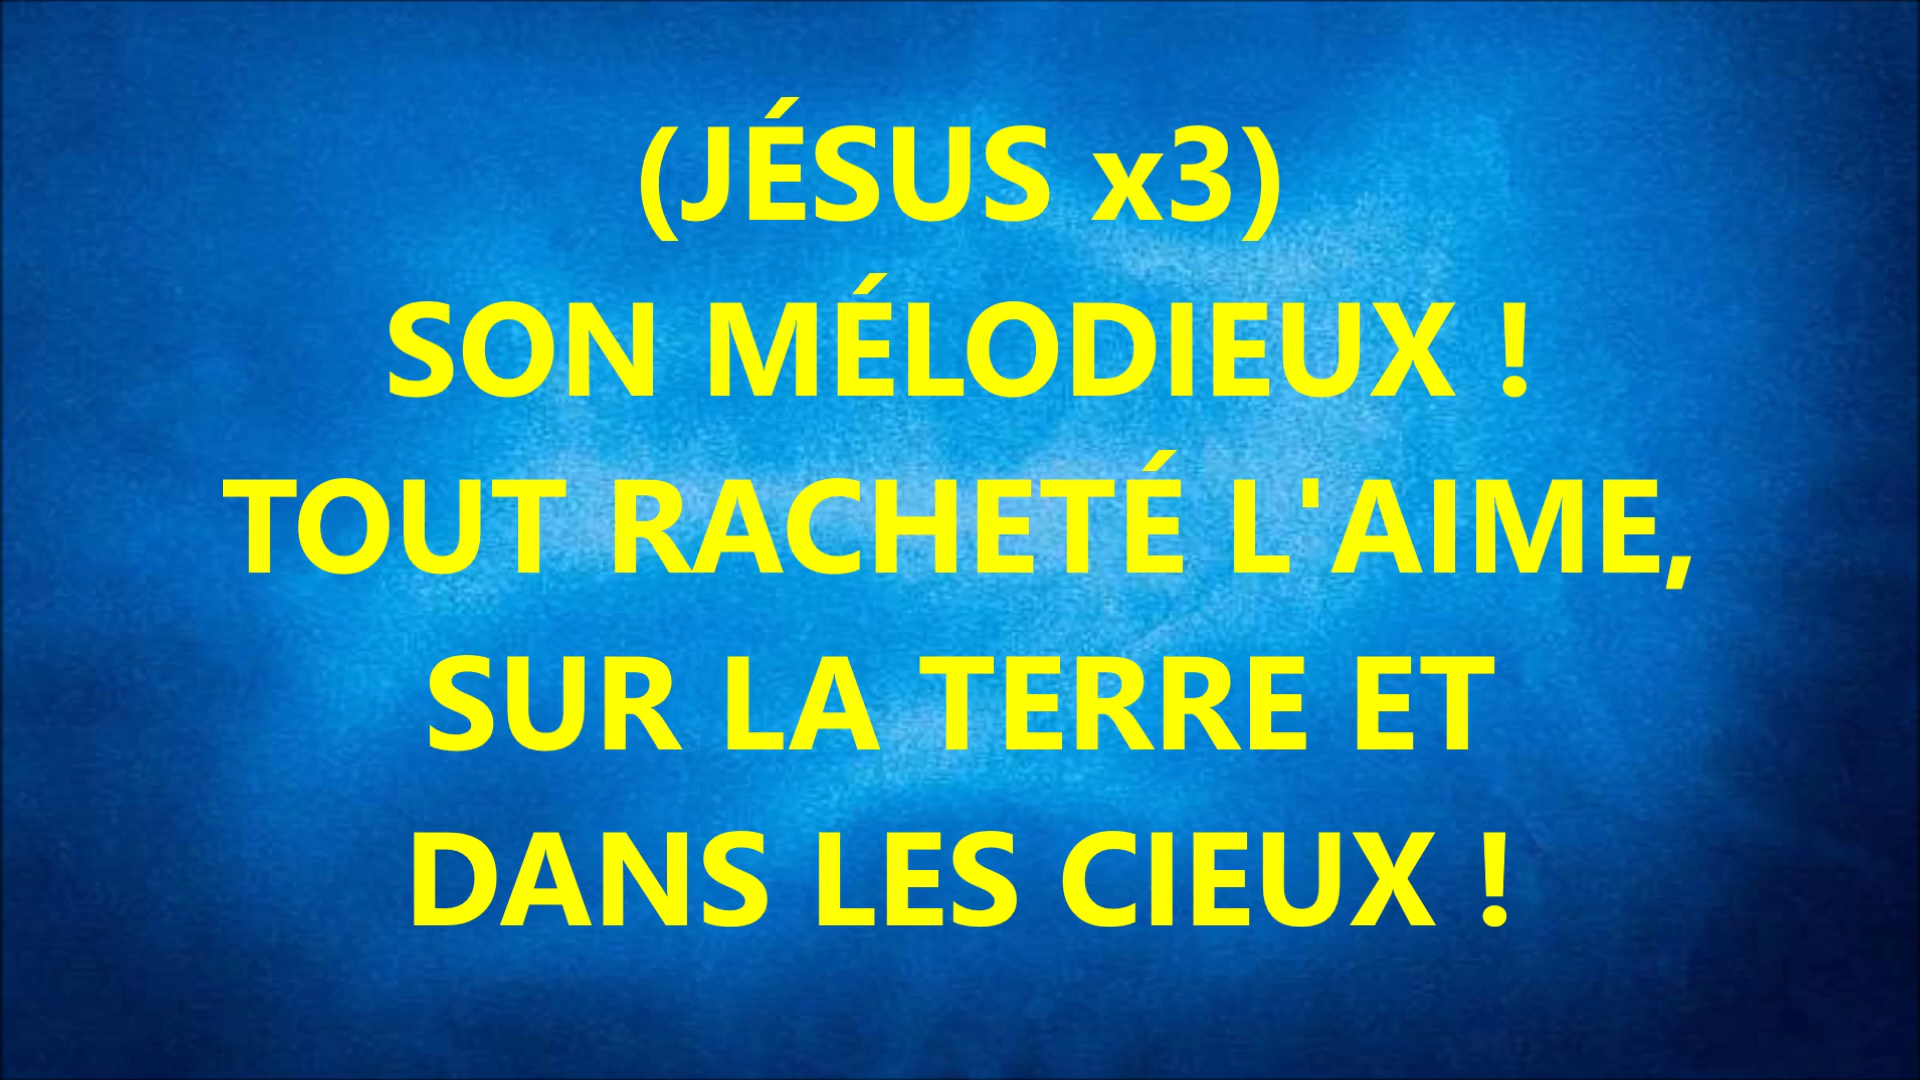 (JÉSUS x3)
SON MÉLODIEUX !
TOUT RACHETÉ L'AIME,
SUR LA TERRE ET
DANS LES CIEUX !